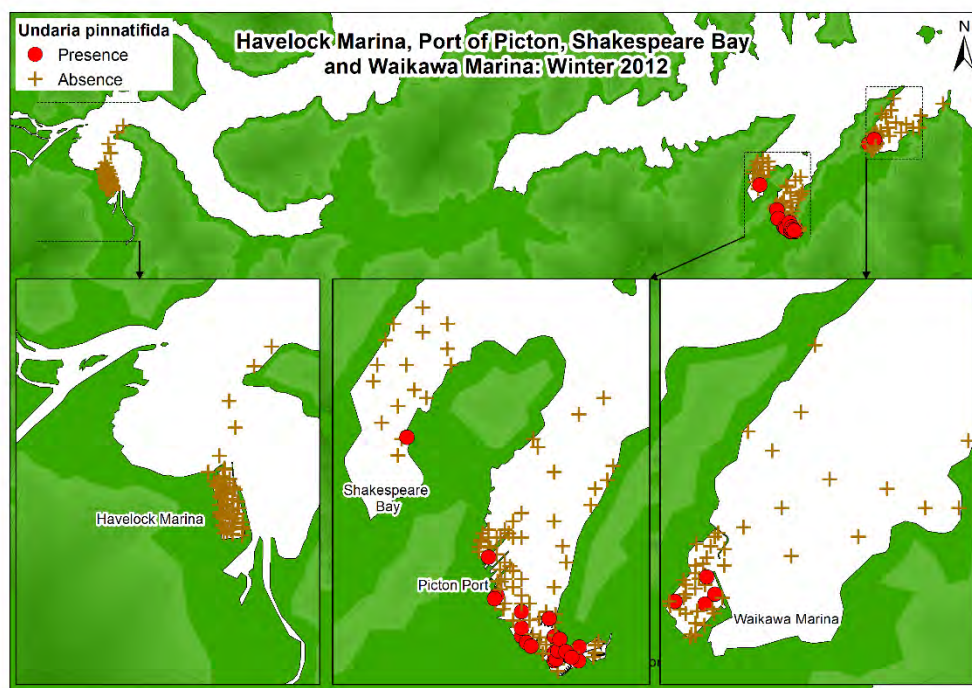 Undaria pinnatifida
Presence
Absence
Havelock Marina, Port of Picton, Shakespeare Bay
and Waikawa Marina: Winter 2012
N
Havelock Marina
Shakespeare
Bay
Picton Port
Waikawa Marina